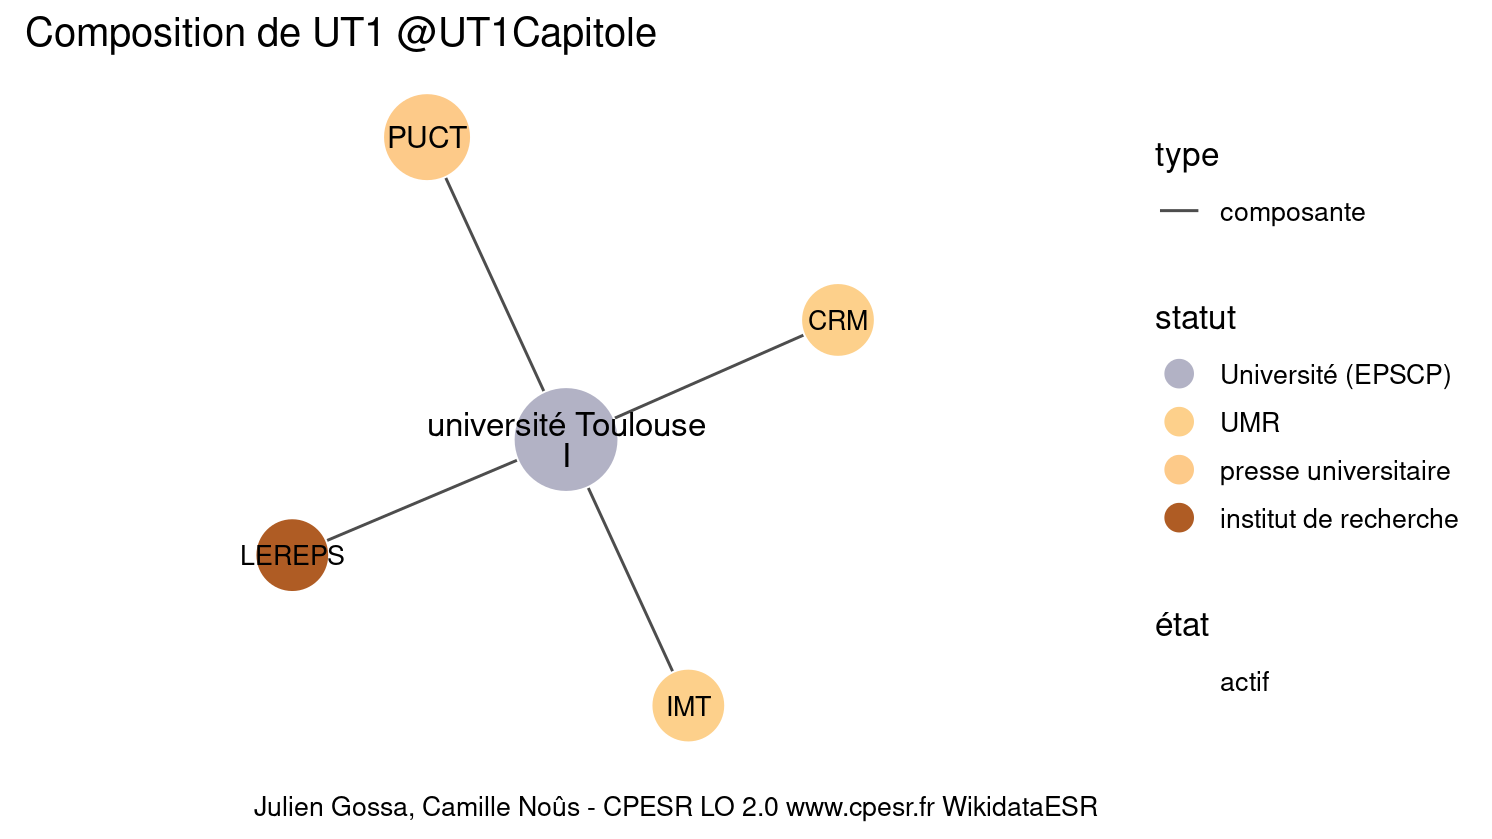 Composition de UT1 @UT1Capitole
PUCT
CRM
université Toulouse
I
LEREPS
IMT
type
composante
statut
Université (EPSCP)
UMR
presse universitaire
institut de recherche
état
actif
Julien Gossa, Camille Noûs - CPESR LO 2.0 www.cpesr.fr WikidataESR